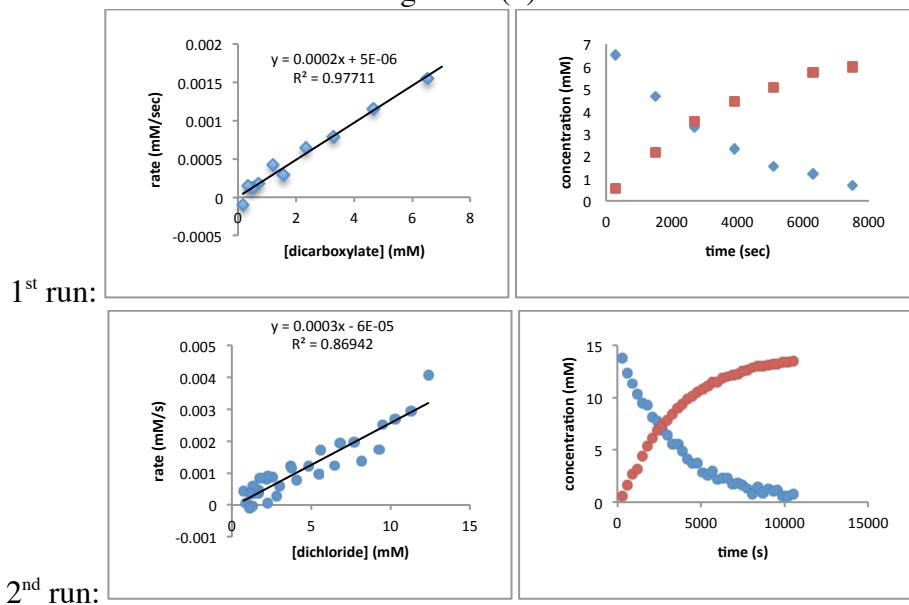 0.002
0.0015
0.001
0.0005
0
-0.0005
rate (mM/sec)
y = 0.0002x + 5E-06
R² = 0.97711
0 2 4 6 8
[dicarboxylate] (mM)
7
6
5
4
3
2
1
0
concentration (mM)
0 2000 4000 6000 8000
time (sec)
1st run:
y = 0.0003x - 6E-05
R² = 0.86942
0.005
0.004
0.003
0.002
0.001
0
-0.001
rate (mM/s)
0 5 10 15
[dichloride] (mM)
15
10
5
0
concentration (mM)
0 5000 10000 15000
time (s)
2nd run: